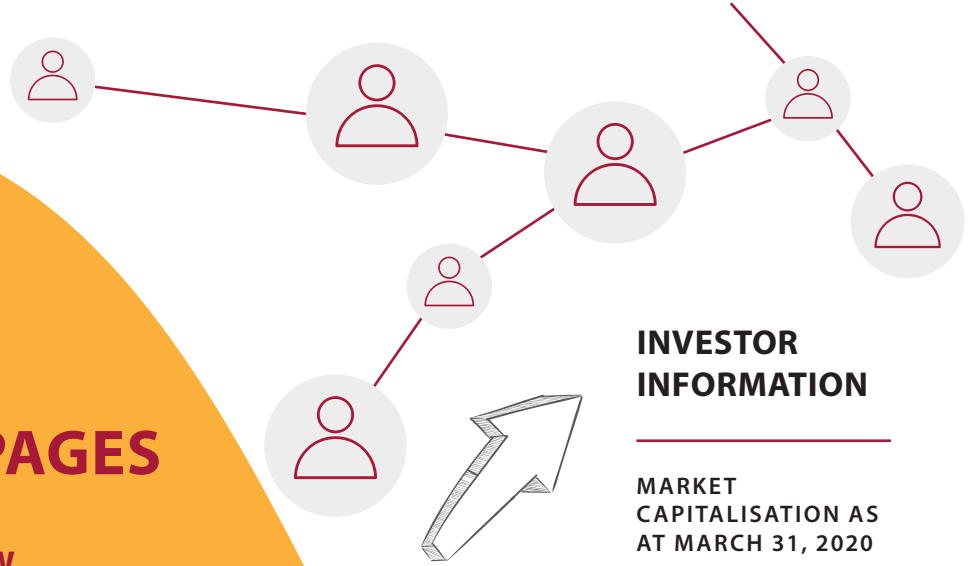 INVESTOR
INFORMATION
PAGES
MARKET
CAPITALISATION AS
AT MARCH 31, 2020